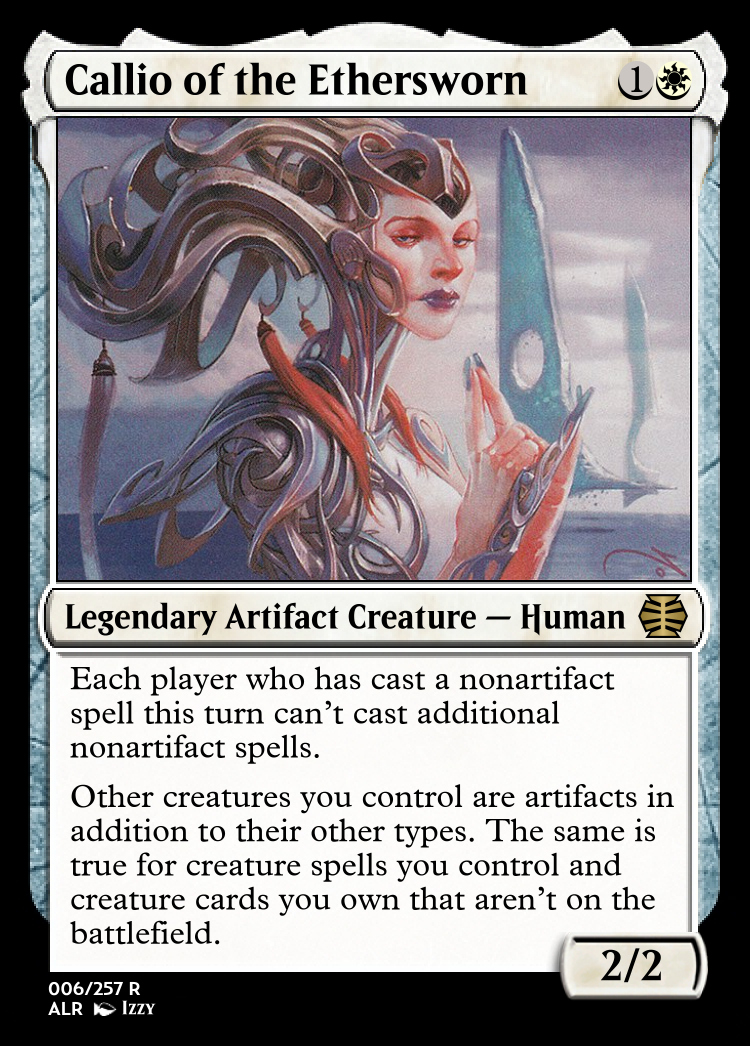 Callio of the Ethersworn 1
Legendary Artifact Creature — Human
Each player who has cast a nonartifact
spell this turn can't cast additional
nonartifact spells.
Other creatures you control are artifacts in
addition to their other types. The same is
true for creature spells you control and
creature cards you own that aren't on the
battlefield.
2/2
006/257 R
ALR Izzy